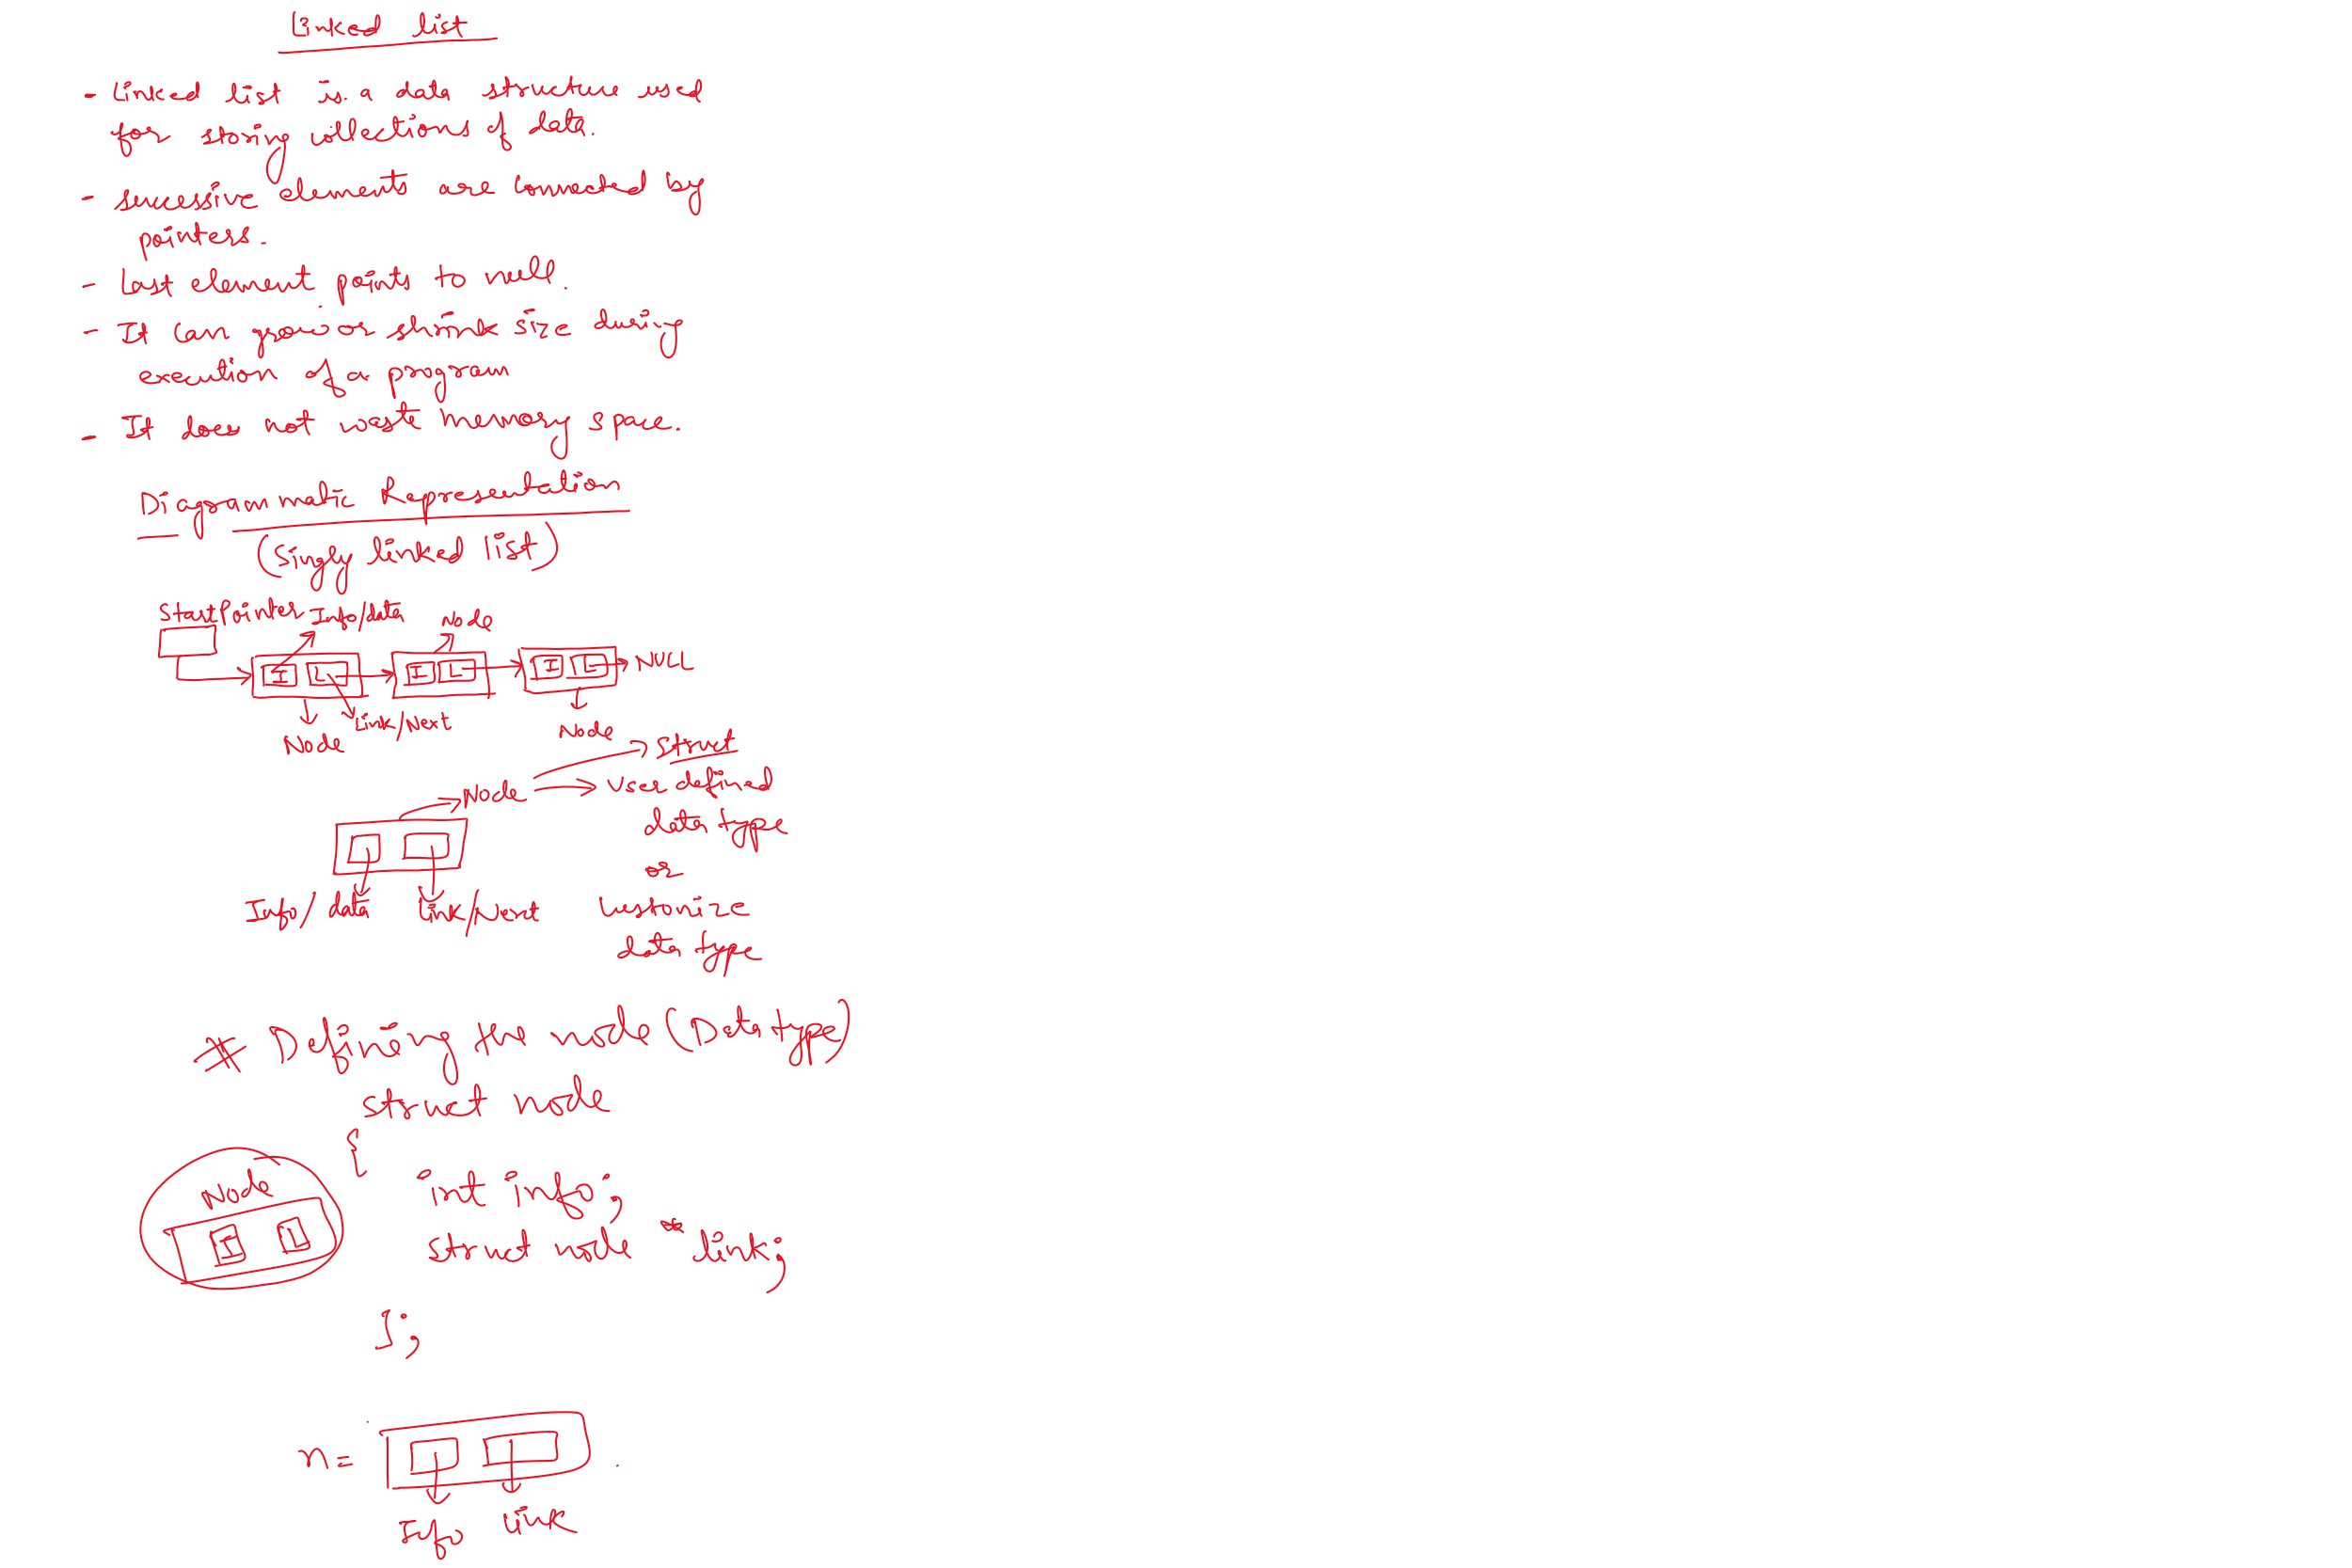 Linked list
- Linked list is a data structure used
for storing collections of data.
- successive elements are connected by
pointers.
- Last element points to null.
- It can grow or shrink size during
execution of a program
- It does not waste memory space.
Diagrammatic Representation
(Singly linked list)
Start Pointer Info/data Node
I L I L I L NULL
Link/Next
Node Node
struct
Node User defined
data type
or
Info/data Link/Next Customize
data type
* Defining the node (Data type)
struct node
{
Node int info;
I L struct node *link;
};
n =
Info link